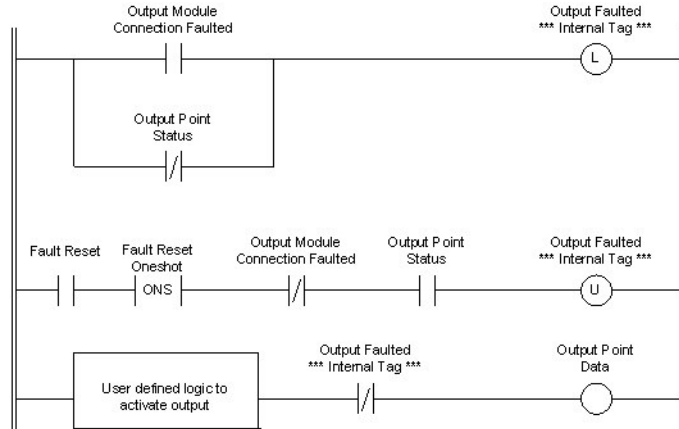 Output Module
Connection Faulted
Output Faulted
*** Internal Tag ***
L
Output Point
Status
Fault Reset
Fault Reset
Oneshot
Output Module
Connection Faulted
Output Point
Status
Output Faulted
*** Internal Tag ***
ONS
U
Output Faulted
*** Internal Tag ***
Output Point
Data
User defined logic to
activate output